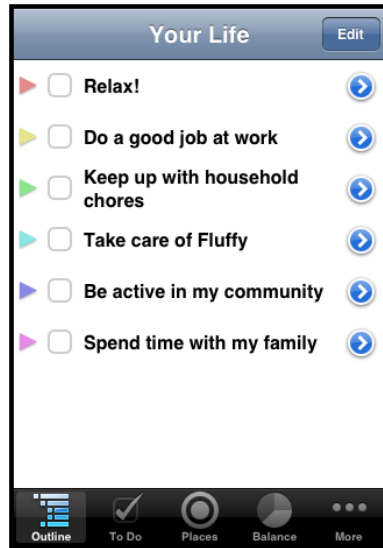 Your Life
Edit
Relax!
Do a good job at work
Keep up with household
chores
Take care of Fluffy
Be active in my community
Spend time with my family
Outline
To Do
Places
Balance
More